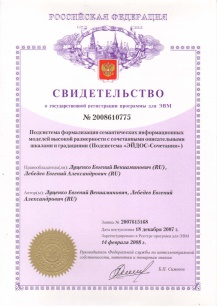 РОССИЙСКАЯ ФЕДЕРАЦИЯ
СВИДЕТЕЛЬСТВО
о государственной регистрации программы для ЭВМ
№ 2008610775
Подсистема формализации семантических информационных
моделей высокой размерности с сочетанными описательными
шкалами и градациями (Подсистема «ЭЙДОС-Сочетания»)
Правообладатель(ли): Луценко Евгений Вениаминович (RU),
Лебедев Евгений Александрович (RU)
Автор(ы): Луценко Евгений Вениаминович, Лебедев Евгений
Александрович (RU)
Заявка № 2007613168
Дата поступления 18 декабря 2007 г.
Зарегистрировано в Реестре программ для ЭВМ
14 февраля 2008 г.
Руководитель Федеральной службы по интеллектуальной
собственности, патентам и товарным знакам
Б.П. Симонов